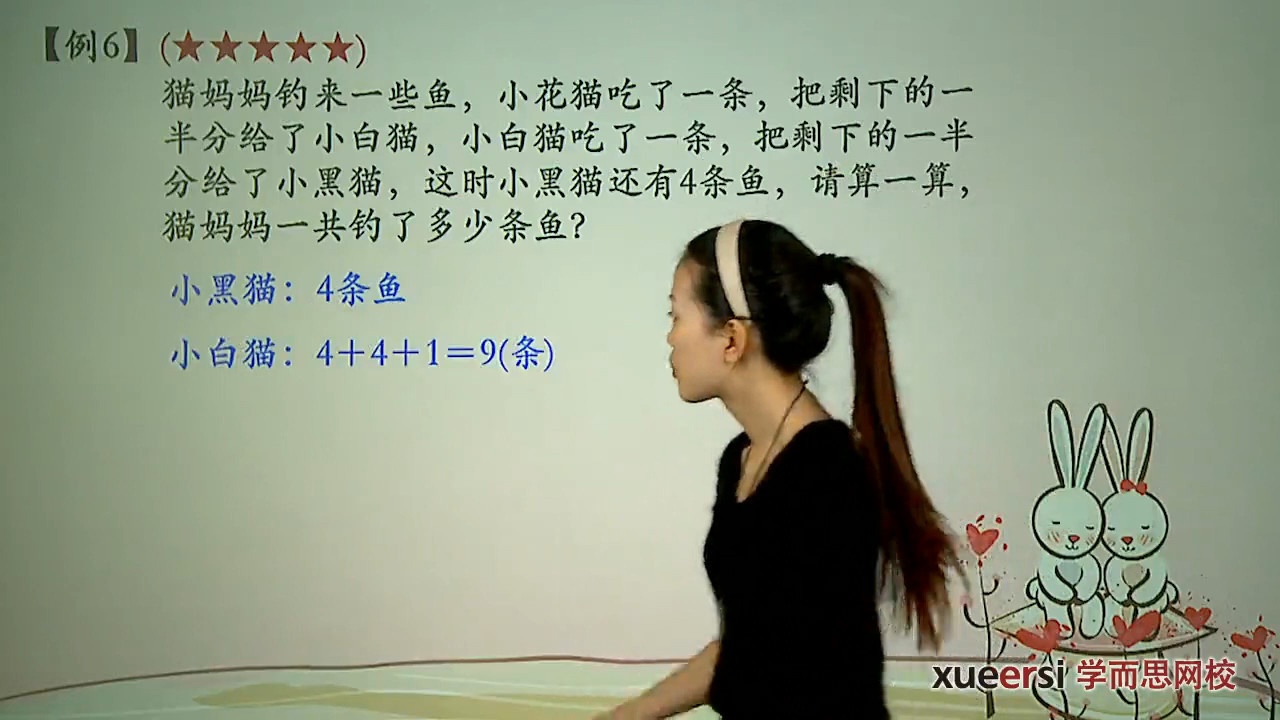 【例6】(★★★★★)
猫妈妈钓来一些鱼，小花猫吃了一条，把剩下的一
半分给了小白猫，小白猫吃了一条，把剩下的一半
分给了小黑猫，这时小黑猫还有4条鱼，请算一算，
猫妈妈一共钓了多少条鱼？
小黑猫：4条鱼
小白猫：4＋4＋1＝9(条)
xueersi 学而思网校